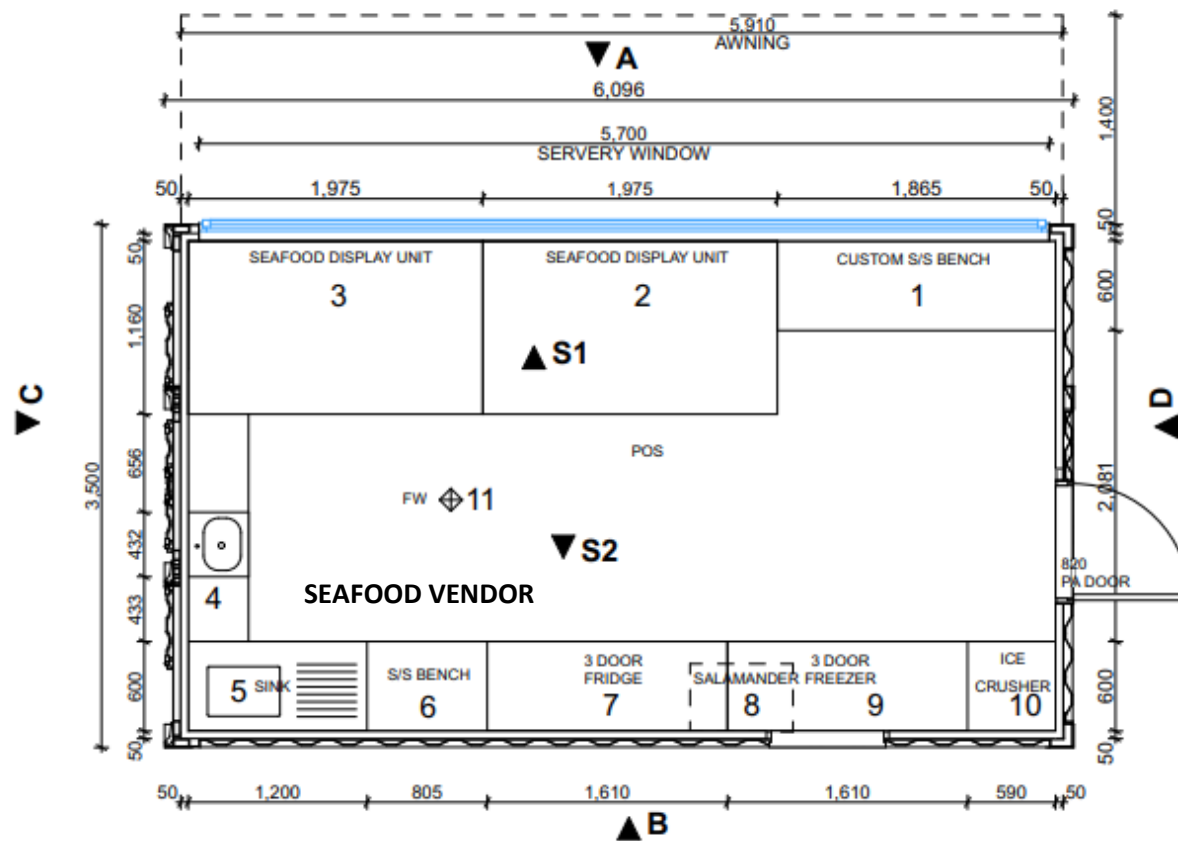 5,910
AWNING
A
6,096
1,400
5,700
SERVERY WINDOW
50 1,975 1,975 1,865 50
50
50
SEAFOOD DISPLAY UNIT
3
SEAFOOD DISPLAY UNIT
2
CUSTOM S/S BENCH
1
600
1,160
S1
C
D
3,500
656
POS
FW 11
2,081
432
S2
820
PA DOOR
4
433
SEAFOOD VENDOR
600
5 SINK
S/S BENCH
6
3 DOOR
FRIDGE
7
SALAMANDER
8
3 DOOR
FREEZER
9
ICE
CRUSHER
10
600
50
50
50 1,200 805 1,610 1,610 590 50
B